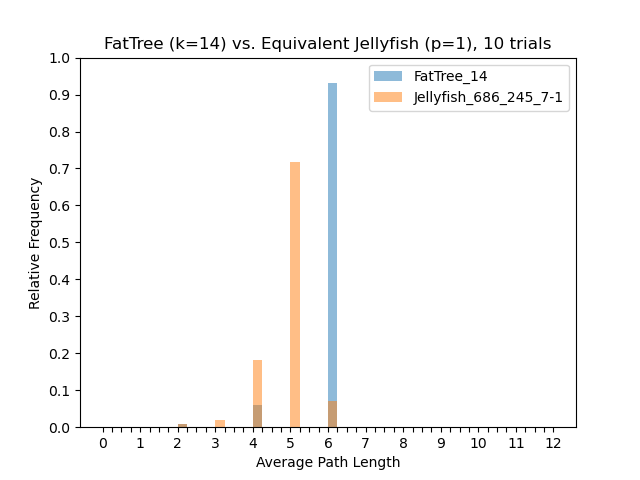 FatTree (k=14) vs. Equivalent Jellyfish (p=1), 10 trials
FatTree_14
Jellyfish_686_245_7-1
1.0
0.9
0.8
0.7
0.6
0.5
0.4
0.3
0.2
0.1
0.0
Relative Frequency
0 1 2 3 4 5 6 7 8 9 10 11 12
Average Path Length